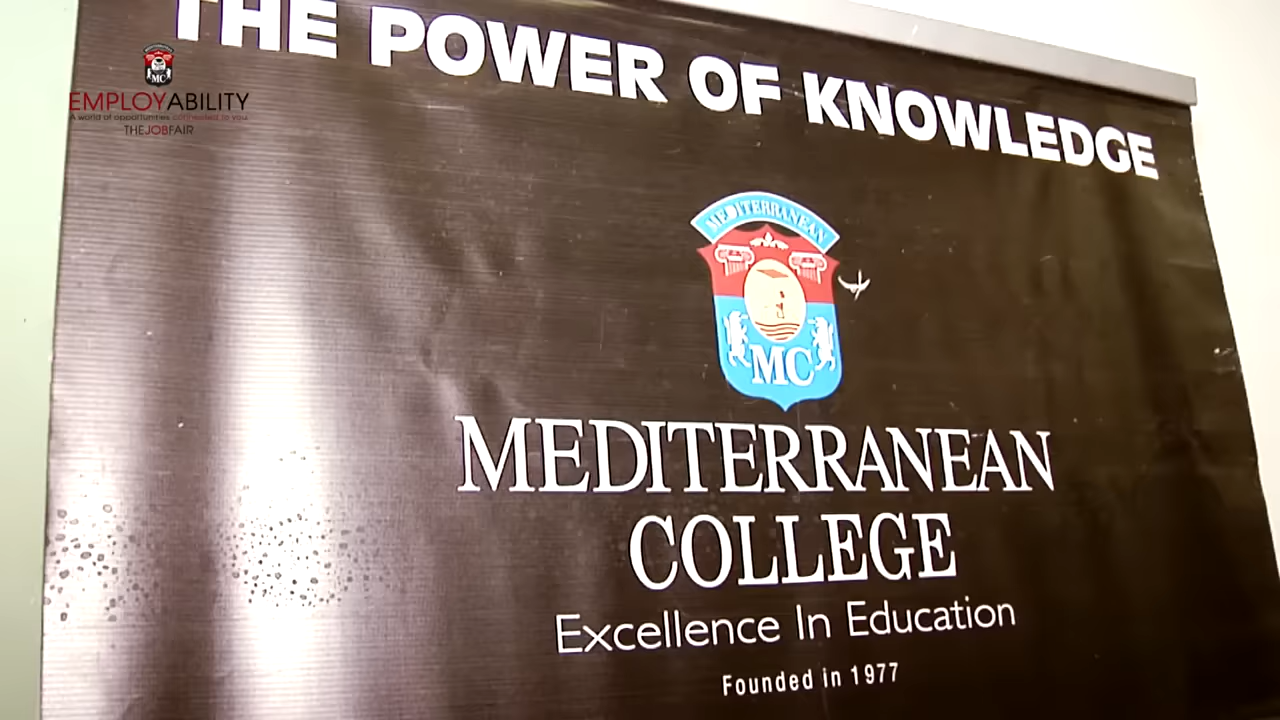 THE POWER OF KNOWLEDGE
MC
EMPLOYABILITY
A world of opportunities connected to you
THEJOBFAIR
MEDITERRANEAN
MC
MEDITERRANEAN
COLLEGE
Excellence In Education
Founded in 1977